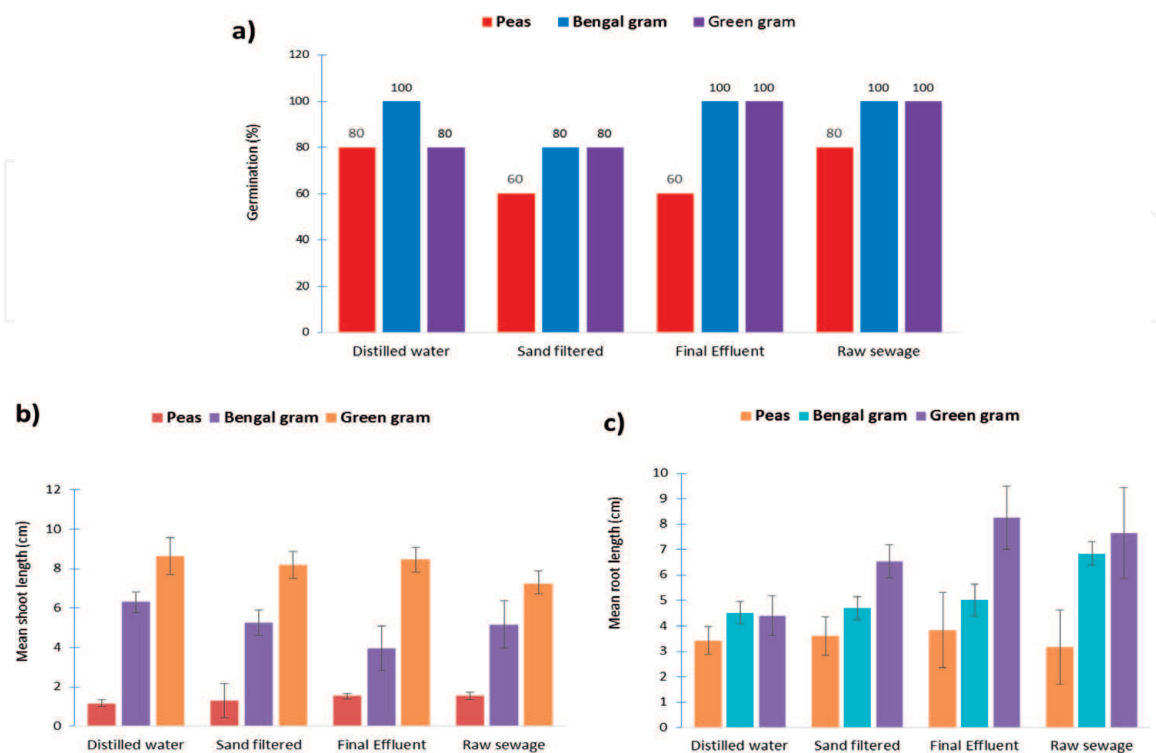 a)
Peas Bengal gram Green gram
Germination (%)
120
100
80
60
40
20
0
80 100 80
60 80 80
60 100 100
80 100 100
Distilled water Sand filtered Final Effluent Raw sewage
b)
Peas Bengal gram Green gram
Mean shoot length (cm)
12
10
8
6
4
2
0
Distilled water Sand filtered Final Effluent Raw sewage
c)
Peas Bengal gram Green gram
Mean root length (cm)
10
9
8
7
6
5
4
3
2
1
0
Distilled water Sand filtered Final Effluent Raw sewage